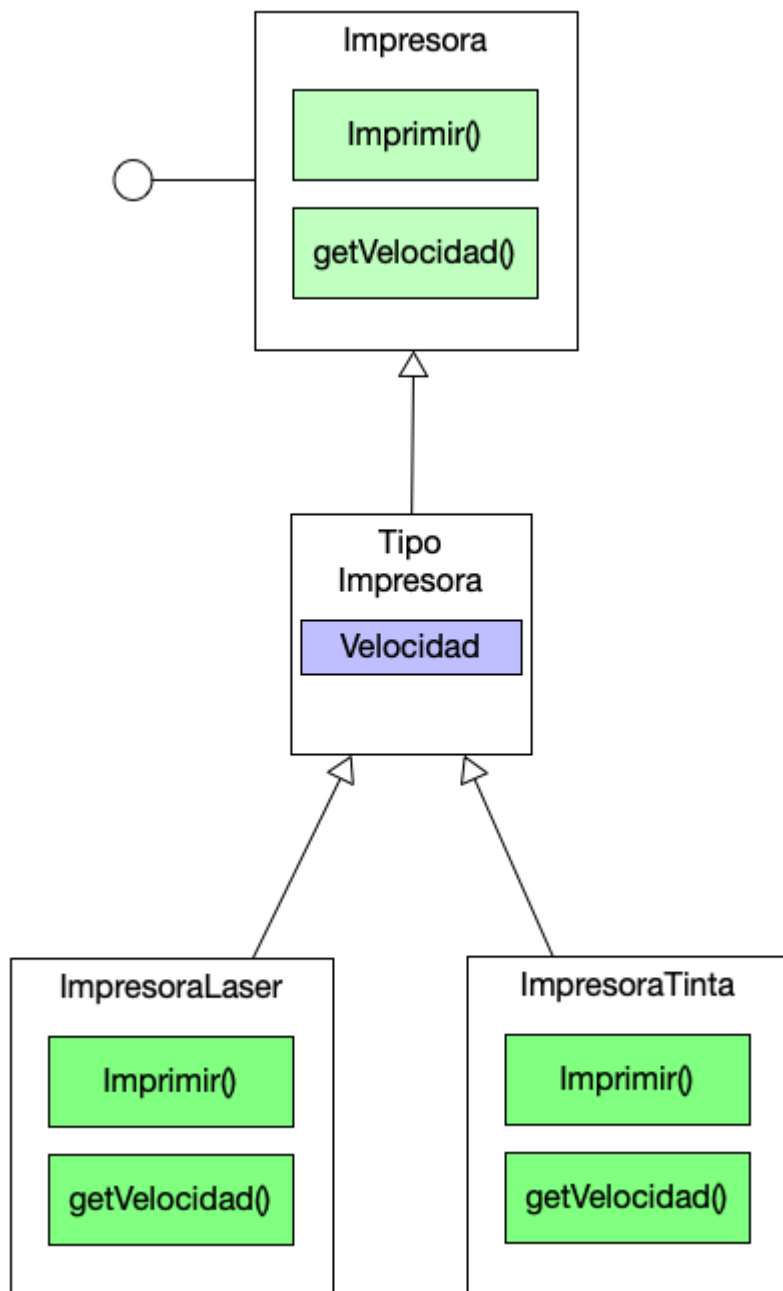 Impresora
Imprimir()
getVelocidad()
Tipo
Impresora
Velocidad
ImpresoraLaser
Imprimir()
getVelocidad()
ImpresoraTinta
Imprimir()
getVelocidad()